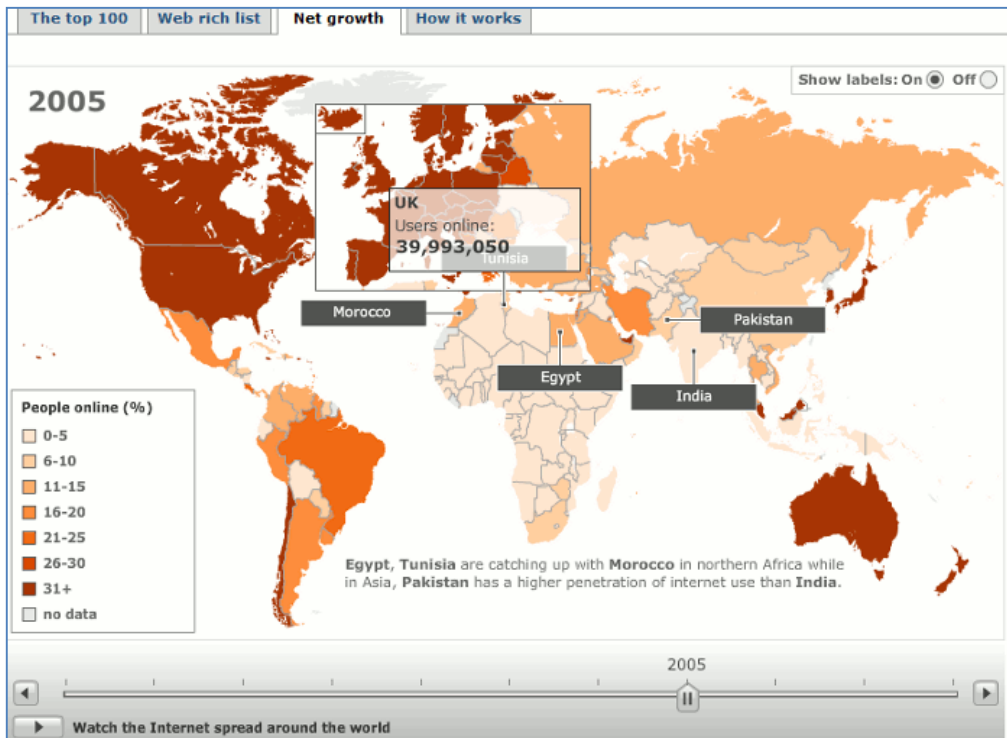 The top 100
Web rich list
Net growth
How it works
2005
Show labels: On Off
UK
Users online:
39,993,050
Tunisia
Morocco
Pakistan
Egypt
India
People online (%)
0-5
6-10
11-15
16-20
21-25
26-30
31+
no data
Egypt, Tunisia are catching up with Morocco in northern Africa while
in Asia, Pakistan has a higher penetration of internet use than India.
2005
Watch the Internet spread around the world